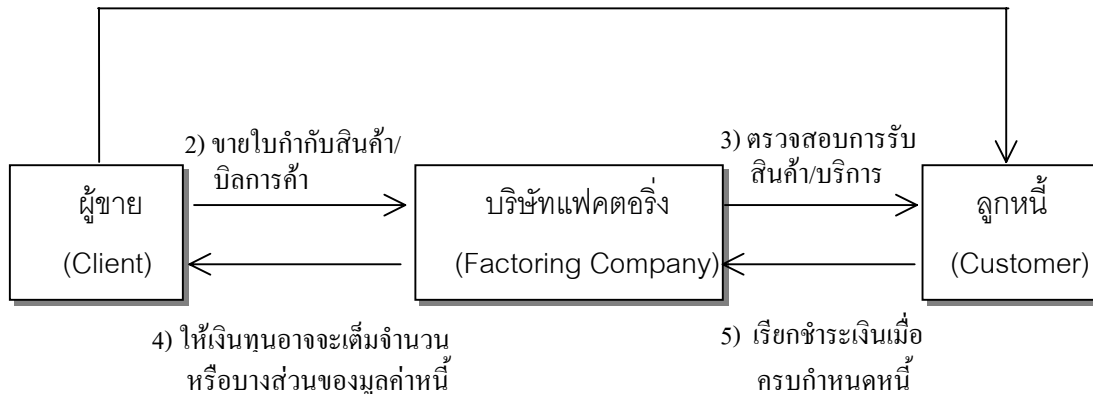 2) ขายใบกำกับสินค้า/
บิลการค้า
3) ตรวจสอบการรับ
สินค้า/บริการ
ผู้ขาย
(Client)
บริษัทแฟคตอริ่ง
(Factoring Company)
ลูกหนี้
(Customer)
4) ให้เงินทุนอาจจะเต็มจำนวน
หรือบางส่วนของมูลค่าหนี้
5) เรียกชำระเงินเมื่อ
ครบกำหนดหนี้